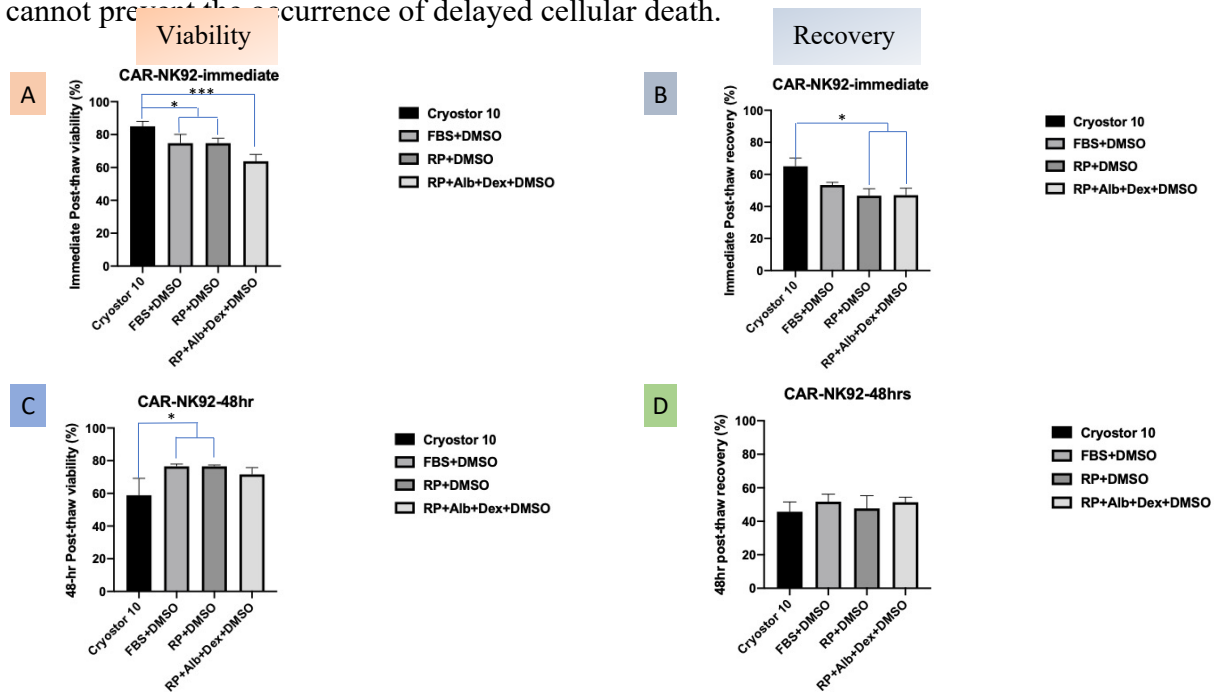 cannot prevent the occurrence of delayed cellular death.
Viability
Recovery
A
CAR-NK92-immediate
Immediate Post-thaw viability (%)
***
*
100
80
60
40
20
0
Cryostor 10
FBS+DMSO
RP+DMSO
RP+Alb+Dex+DMSO
Cryostor 10
FBS+DMSO
RP+DMSO
RP+Alb+Dex+DMSO
B
CAR-NK92-immediate
Immediate Post-thaw recovery (%)
*
100
80
60
40
20
0
Cryostor 10
FBS+DMSO
RP+DMSO
RP+Alb+Dex+DMSO
Cryostor 10
FBS+DMSO
RP+DMSO
RP+Alb+Dex+DMSO
C
CAR-NK92-48hr
48-hr Post-thaw viability (%)
*
100
80
60
40
20
0
Cryostor 10
FBS+DMSO
RP+DMSO
RP+Alb+Dex+DMSO
Cryostor 10
FBS+DMSO
RP+DMSO
RP+Alb+Dex+DMSO
D
CAR-NK92-48hrs
48hr post-thaw recovery (%)
100
80
60
40
20
0
Cryostor 10
FBS+DMSO
RP+DMSO
RP+Alb+Dex+DMSO
Cryostor 10
FBS+DMSO
RP+DMSO
RP+Alb+Dex+DMSO